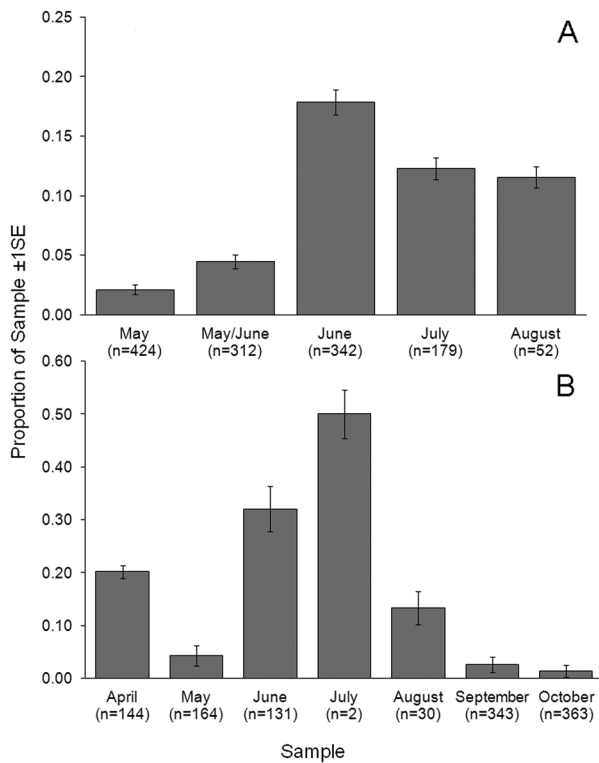 A
0.25
0.20
0.15
0.10
0.05
0.00
May May/June June July August
(n=424) (n=312) (n=342) (n=179) (n=52)
Proportion of Sample ±1SE
B
0.60
0.50
0.40
0.30
0.20
0.10
0.00
April May June July August September October
(n=144) (n=164) (n=131) (n=2) (n=30) (n=343) (n=363)
Sample